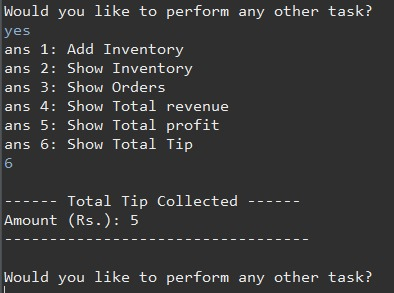 Would you like to perform any other task?
yes
ans 1: Add Inventory
ans 2: Show Inventory
ans 3: Show Orders
ans 4: Show Total revenue
ans 5: Show Total profit
ans 6: Show Total Tip
6
------ Total Tip Collected ------
Amount (Rs.): 5
----------------------------------
Would you like to perform any other task?